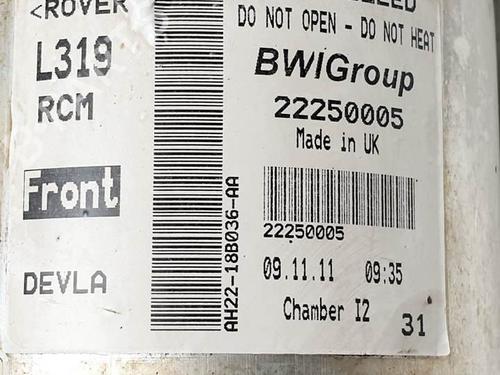 <ROVER
L319
RCM
Front
DEVLA
AH22-18B036-AA
DO NOT OPEN - DO NOT HEAT
BWIGroup
22250005
Made in UK
22250005
09.11.11 09:35
Chamber I2
31